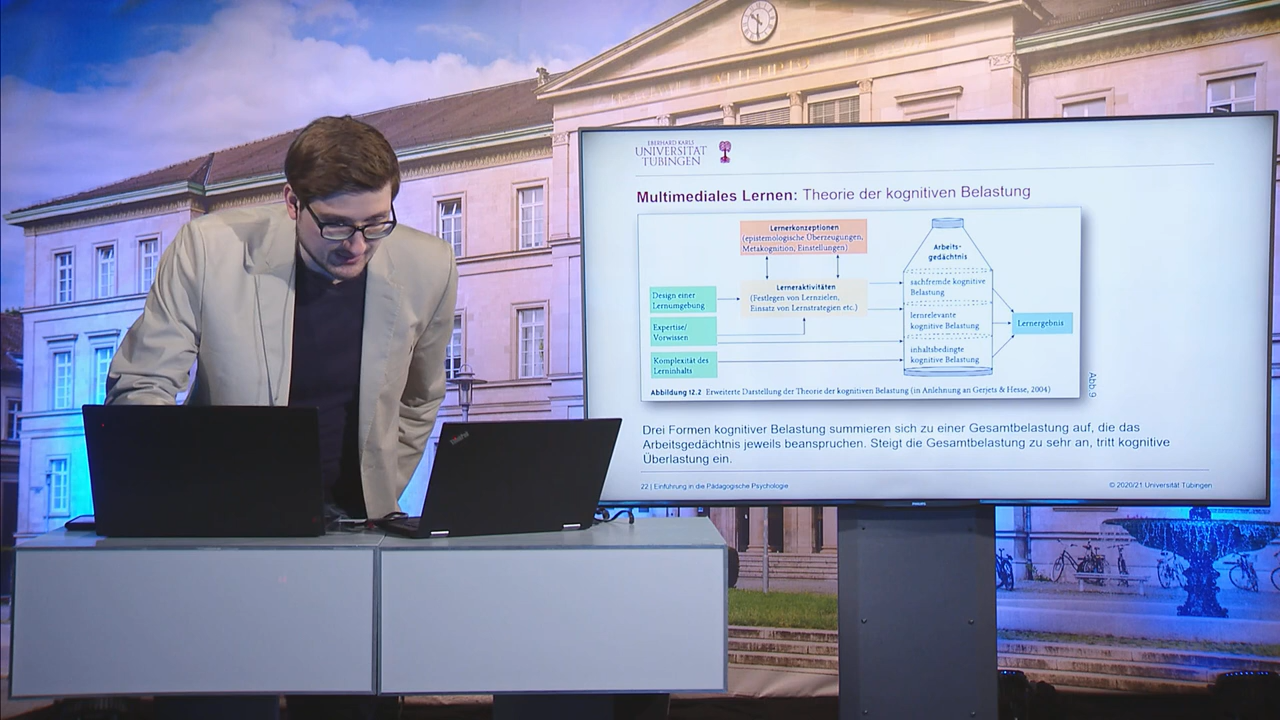 EBERHARD KARLS
UNIVERSITÄT
TÜBINGEN
Multimediales Lernen: Theorie der kognitiven Belastung
Lernerkonzeptionen
(epistemologische Überzeugungen,
Metakognition, Einstellungen)
Arbeits-
gedächtnis
Lerneraktivitäten
(Festlegen von Lernzielen,
Einsatz von Lernstrategien etc.)
Design einer
Lernumgebung
Expertise/
Vorwissen
Komplexität des
Lerninhalts
sachfremde kognitive
Belastung
lernrelevante
kognitive Belastung
inhaltsbedingte
kognitive Belastung
Lernergebnis
Abbildung 12.2 Erweiterte Darstellung der Theorie der kognitiven Belastung (in Anlehnung an Gerjets & Hesse, 2004)
Abb 9
Drei Formen kognitiver Belastung summieren sich zu einer Gesamtbelastung auf, die das
Arbeitsgedächtnis jeweils beanspruchen. Steigt die Gesamtbelastung zu sehr an, tritt kognitive
Überlastung ein.
22 | Einführung in die Pädagogische Psychologie
© 2020/21 Universität Tübingen
PHILIPS
ThinkPad